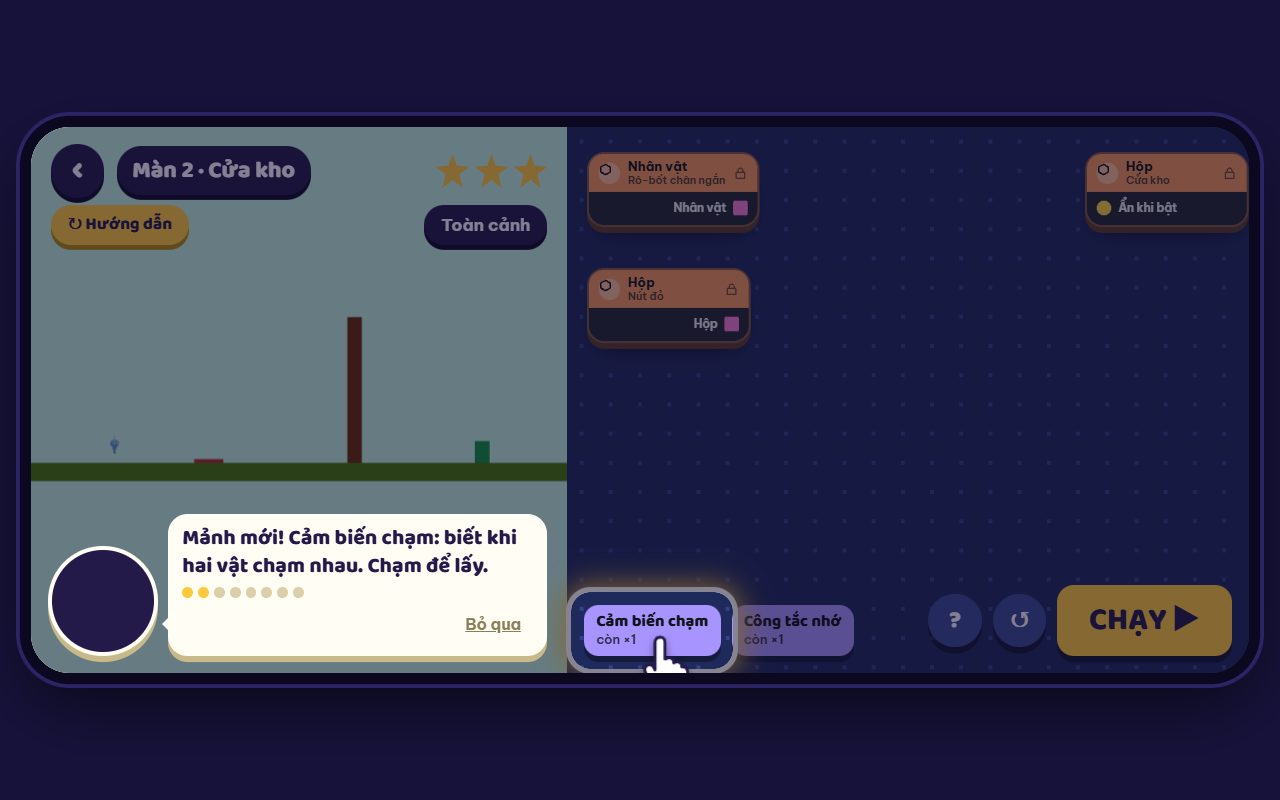 Màn 2 · Cửa kho
Hướng dẫn
Toàn cảnh
Nhân vật
Rô-bốt chân ngắn
Nhân vật
Hộp
Cửa kho
Ẩn khi bật
Hộp
Nút đỏ
Hộp
Mảnh mới! Cảm biến chạm: biết khi
hai vật chạm nhau. Chạm để lấy.
Bỏ qua
Cảm biến chạm
còn ×1
Công tắc nhớ
còn ×1
?
CHẠY